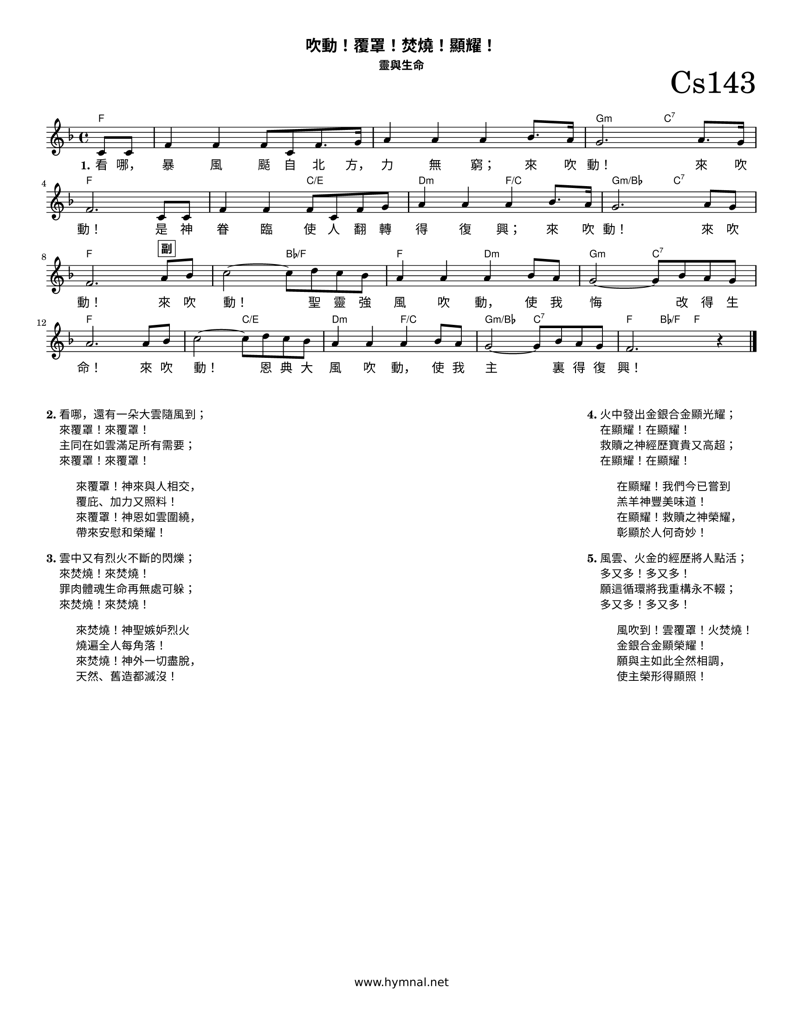 吹動！覆罩！焚燒！顯耀！
靈與生命
Cs143
F Gm C7
1. 看 哪， 暴 風 颳 自 北 方， 力 無 窮； 來 吹 動！ 來 吹
4 F C/E Dm F/C Gm/B♭ C7
動！ 是 神 眷 臨 使 人 翻 轉 得 復 興； 來 吹 動！ 來 吹
8 F 副 B♭/F F Dm Gm C7
動！ 來 吹 動！ 聖 靈 強 風 吹 動， 使 我 悔 改 得 生
12 F C/E Dm F/C Gm/B♭ C7 F B♭/F F
命！ 來 吹 動！ 恩 典 大 風 吹 動， 使 我 主 裏 得 復 興！
2. 看哪，還有一朵大雲隨風到；
來覆罩！來覆罩！
主同在如雲滿足所有需要；
來覆罩！來覆罩！
來覆罩！神來與人相交，
覆庇、加力又照料！
來覆罩！神恩如雲圍繞，
帶來安慰和榮耀！
3. 雲中又有烈火不斷的閃爍；
來焚燒！來焚燒！
罪肉體魂生命再無處可躲；
來焚燒！來焚燒！
來焚燒！神聖嫉妒烈火
燒遍全人每角落！
來焚燒！神外一切盡脫，
天然、舊造都滅沒！
4. 火中發出金銀合金顯光耀；
在顯耀！在顯耀！
救贖之神經歷寶貴又高超；
在顯耀！在顯耀！
在顯耀！我們今已嘗到
羔羊神豐美味道！
在顯耀！救贖之神榮耀，
彰顯於人何奇妙！
5. 風雲、火金的經歷將人點活；
多又多！多又多！
願這循環將我重構永不輟；
多又多！多又多！
風吹到！雲覆罩！火焚燒！
金銀合金顯榮耀！
願與主如此全然相調，
使主榮形得顯照！
www.hymnal.net